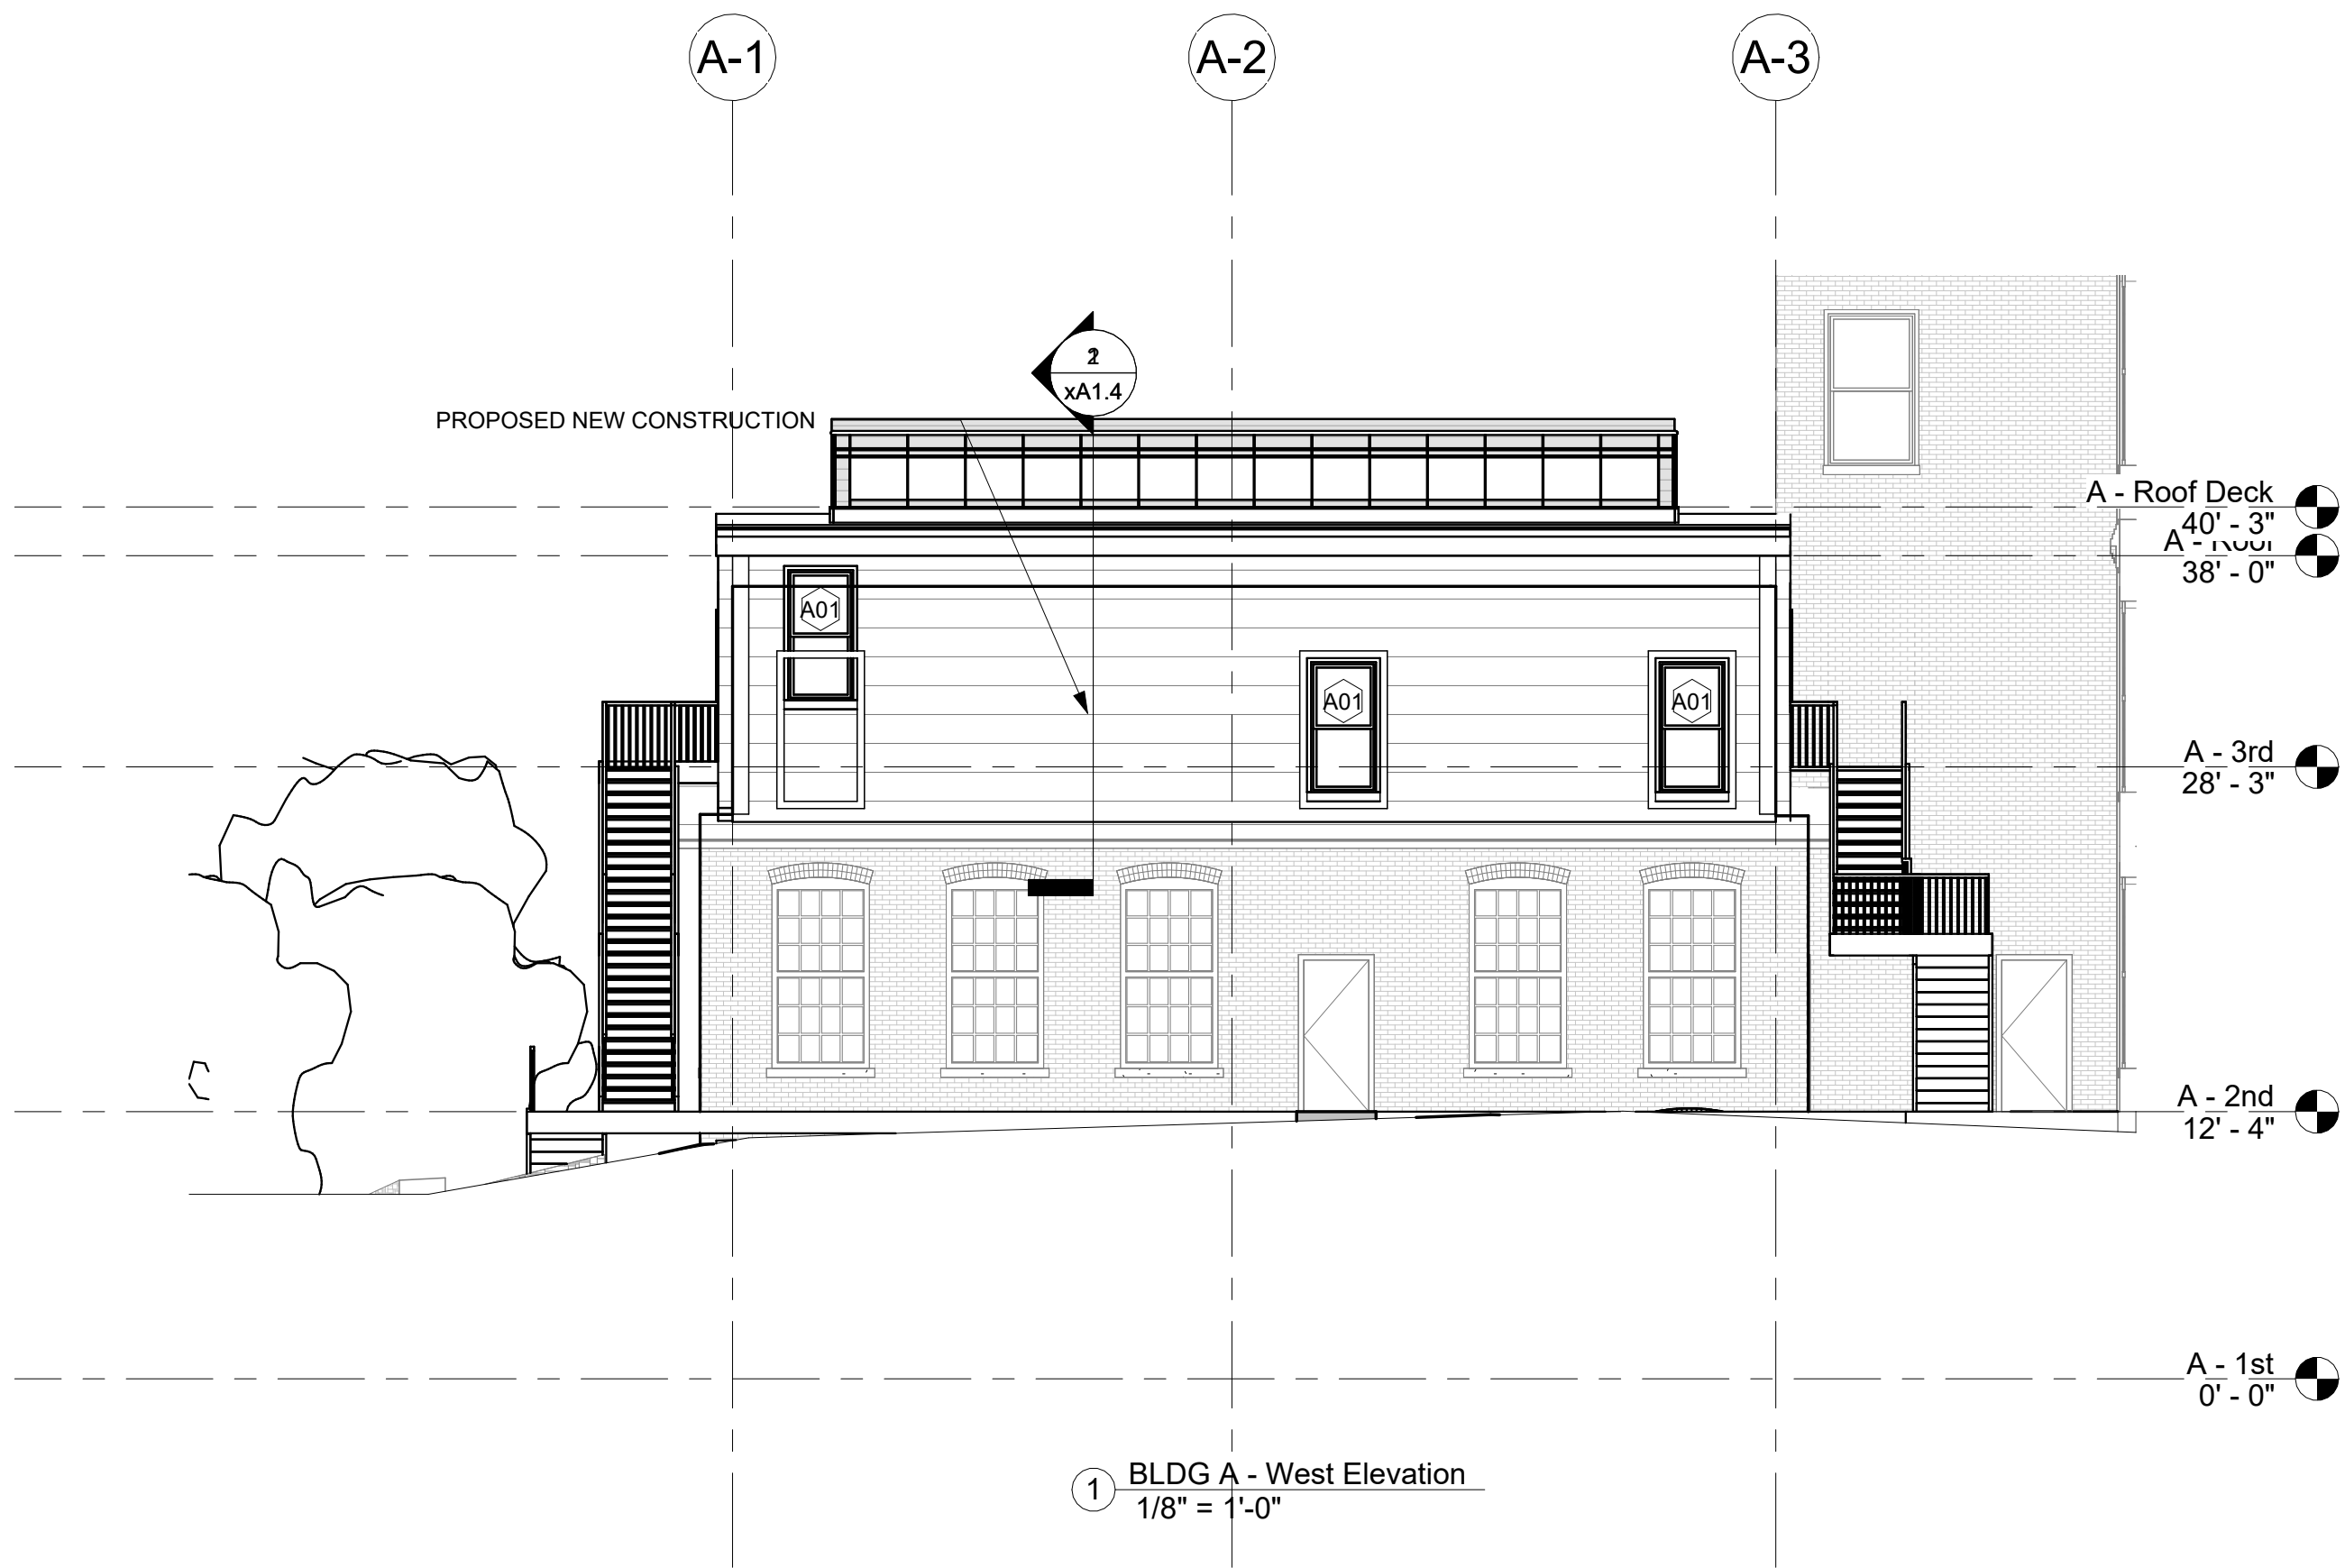 A-1
A-2
A-3
xA1.4
PROPOSED NEW CONSTRUCTION
A - Roof Deck
40' - 3"
A - Roof
38' - 0"
A01
A01
A01
A - 3rd
28' - 3"
A - 2nd
12' - 4"
A - 1st
0' - 0"
1
BLDG A - West Elevation
1/8" = 1'-0"